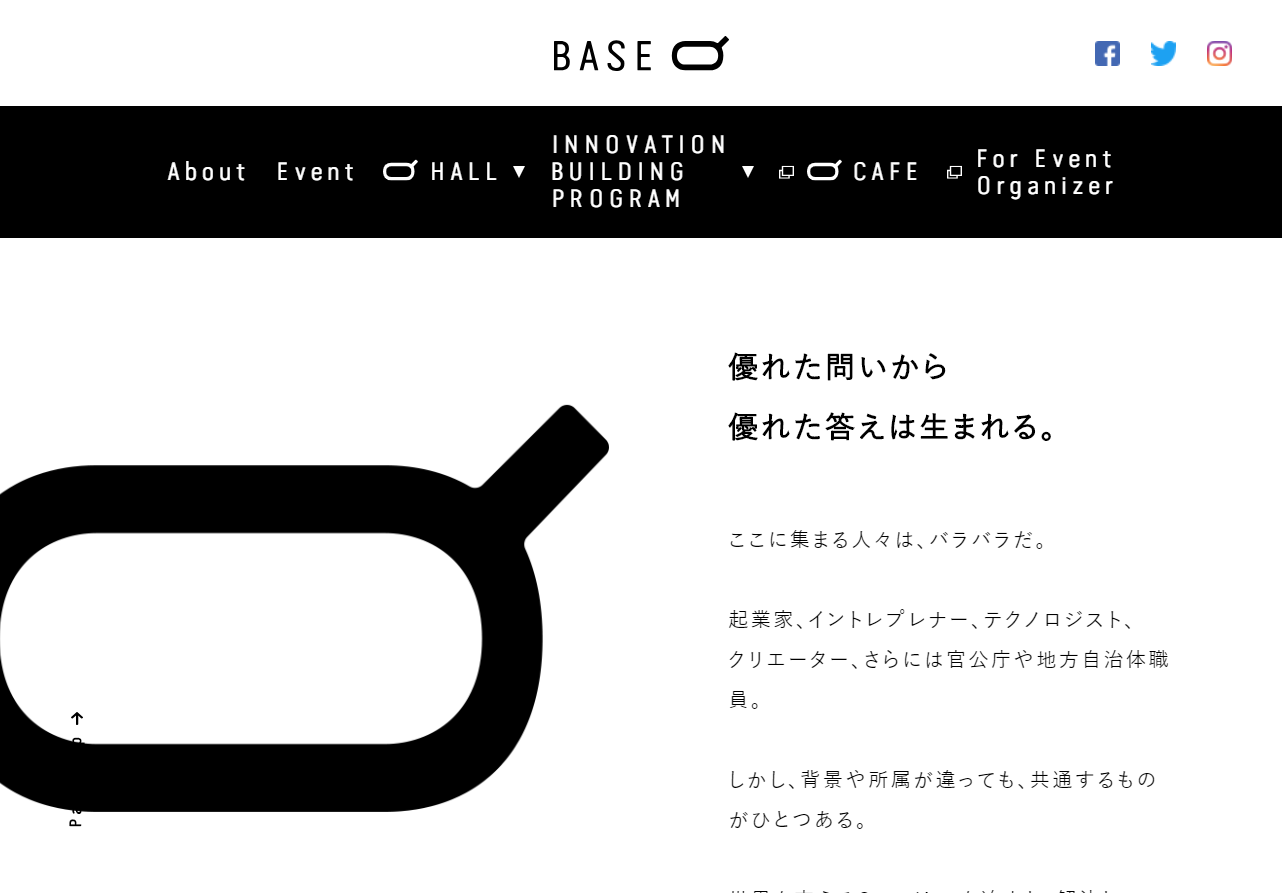 BASE Q
About
Event
Q HALL ▼
INNOVATION
BUILDING
PROGRAM ▼
Q CAFE
For Event
Organizer
優れた問いから
優れた答えは生まれる。
ここに集まる人々は、バラバラだ。
起業家、イントレプレナー、テクノロジスト、
クリエーター、さらには官公庁や地方自治体職
員。
しかし、背景や所属が違っても、共通するもの
がひとつある。